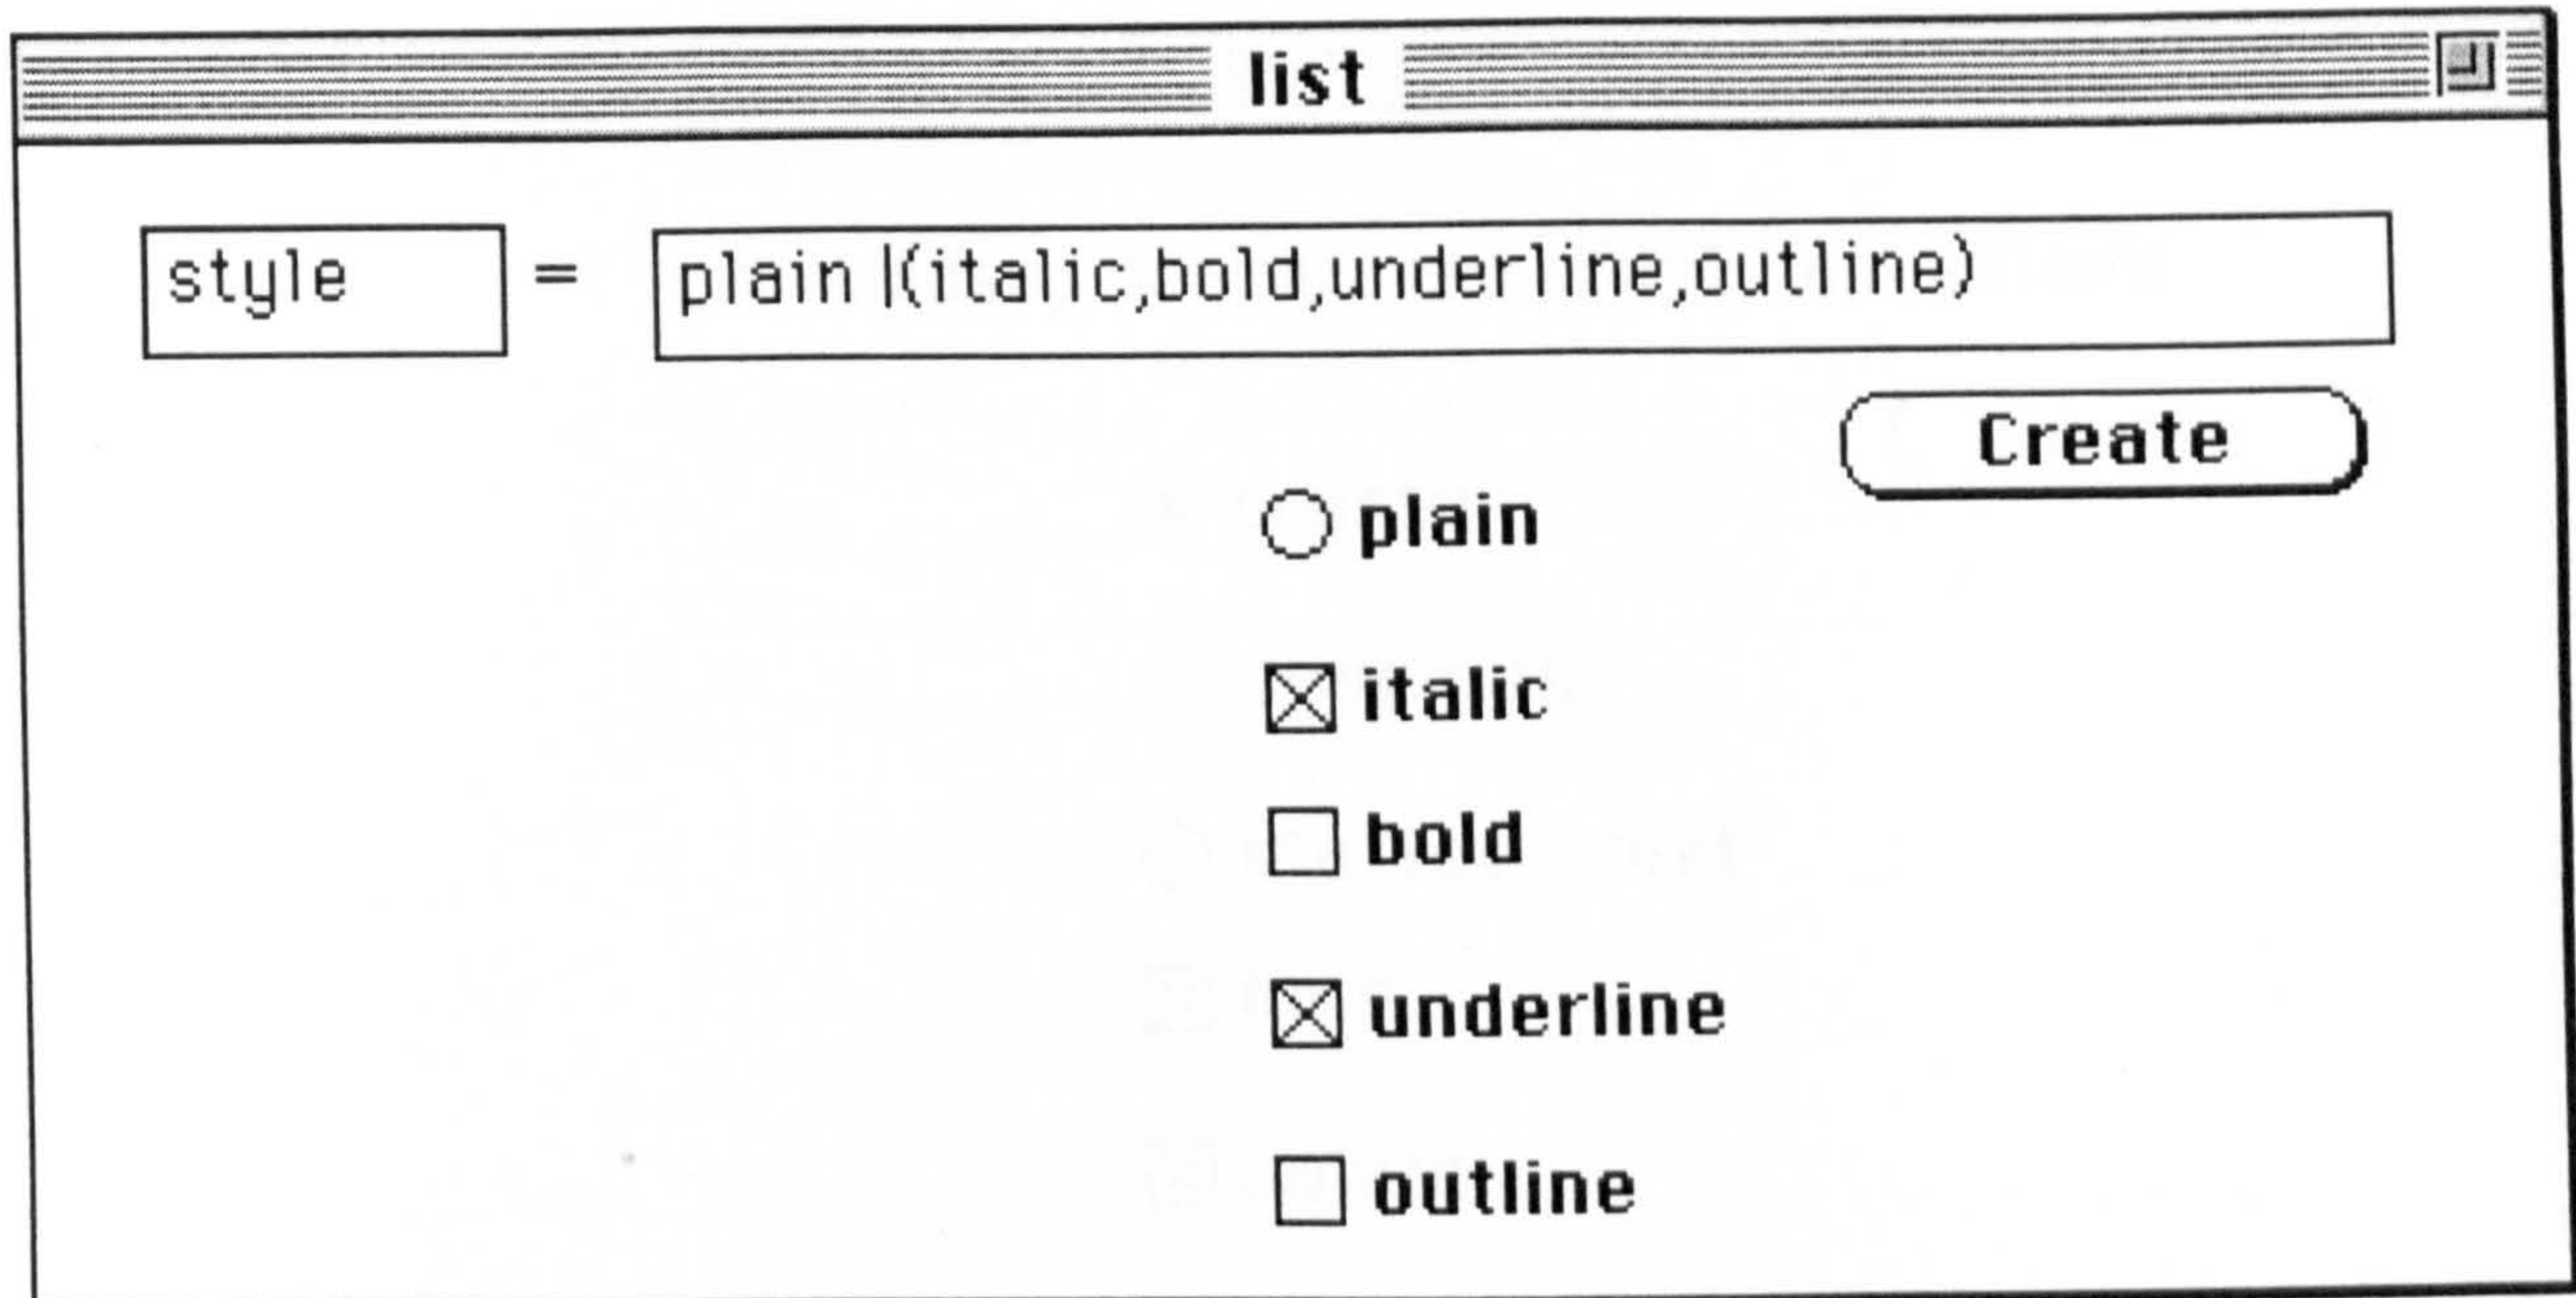 list
style = plain |(italic,bold,underline,outline)
Create
plain
italic
bold
underline
outline